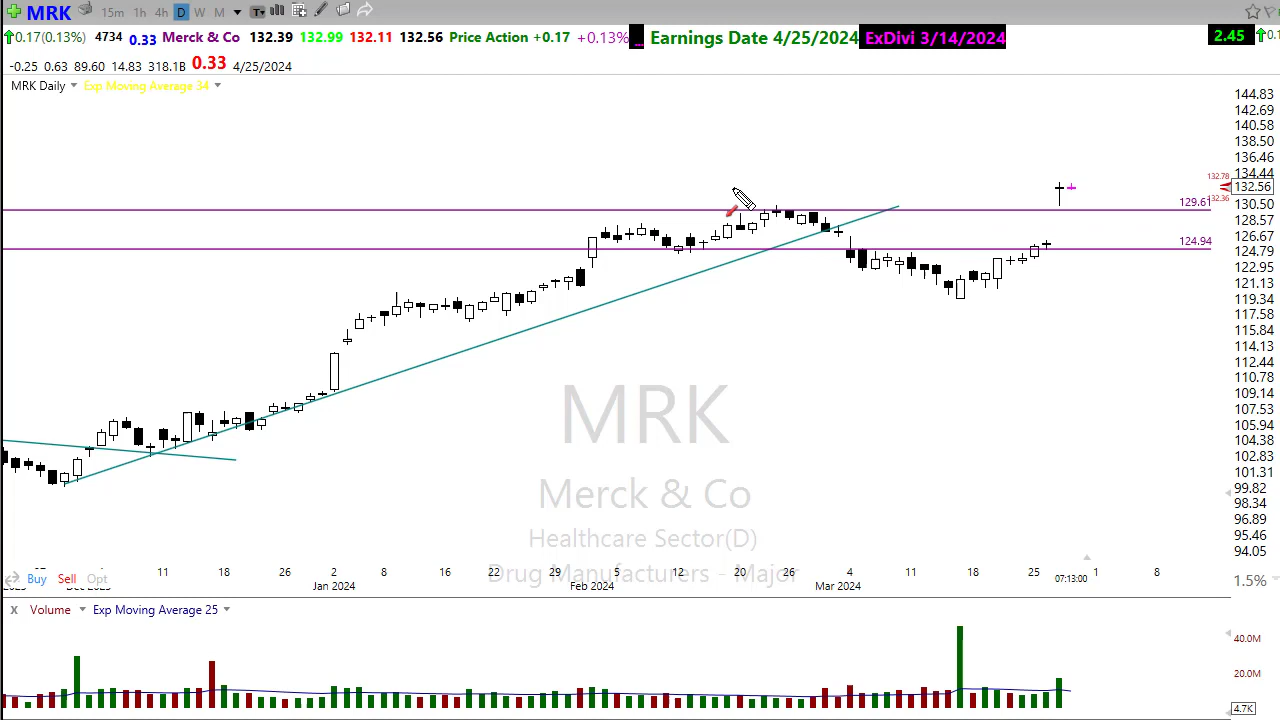 MRK 15m 1h 4h D W M T
0.17(0.13%) 4734 0.33 Merck & Co 132.39 132.99 132.11 132.56 Price Action +0.17 +0.13% ... Earnings Date 4/25/2024 ExDivi 3/14/2024 2.45
-0.25 0.63 89.60 14.83 318.1B 0.33 4/25/2024
MRK Daily Exp Moving Average 34
144.83
142.69
140.58
138.50
136.46
134.44
132.78
132.56
132.36
130.50
129.61
128.57
126.67
124.94
124.79
122.95
121.13
119.34
117.58
115.84
114.13
112.44
110.78
109.14
107.53
105.94
104.38
102.83
101.31
99.82
98.34
96.89
95.46
94.05
MRK
Merck & Co
Healthcare Sector(D)
Drug Manufacturers - Major
11 18 26 2 8 16 22 29 6 12 20 26 4 11 18 25 1 8
Jan 2024 Feb 2024 Mar 2024 07:13:00
Buy Sell Opt 1.5%
X Volume Exp Moving Average 25
40.0M
20.0M
4.7K